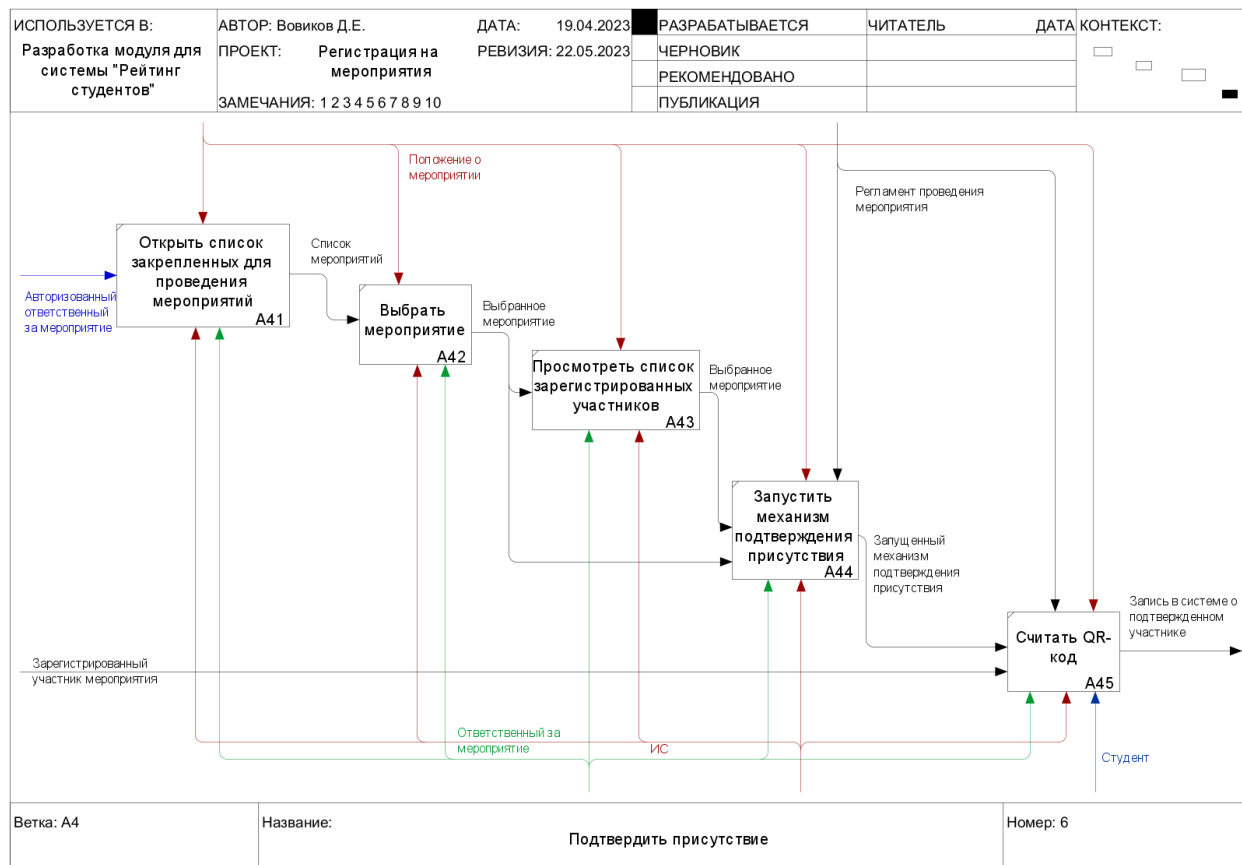 ИСПОЛЬЗУЕТСЯ В:
Разработка модуля для
системы "Рейтинг
студентов"
АВТОР: Вовиков Д.Е.
ДАТА: 19.04.2023
ПРОЕКТ: Регистрация на
мероприятия
РЕВИЗИЯ: 22.05.2023
ЗАМЕЧАНИЯ: 1 2 3 4 5 6 7 8 9 10
РАЗРАБАТЫВАЕТСЯ
ЧЕРНОВИК
РЕКОМЕНДОВАНО
ПУБЛИКАЦИЯ
ЧИТАТЕЛЬ
ДАТА
КОНТЕКСТ:
Положение о
мероприятии
Регламент проведения
мероприятия
Открыть список
закрепленных для
проведения
мероприятий
A41
Список
мероприятий
Авторизованный
ответственный
за мероприятие
Выбрать
мероприятие
A42
Выбранное
мероприятие
Просмотреть список
зарегистрированных
участников
A43
Выбранное
мероприятие
Запустить
механизм
подтверждения
присутствия
A44
Запущенный
механизм
подтверждения
присутствия
Считать QR-
код
A45
Запись в системе о
подтвержденном
участнике
Зарегистрированный
участник мероприятия
Ответственный за
мероприятие
ИС
Студент
Ветка: A4
Название:
Подтвердить присутствие
Номер: 6